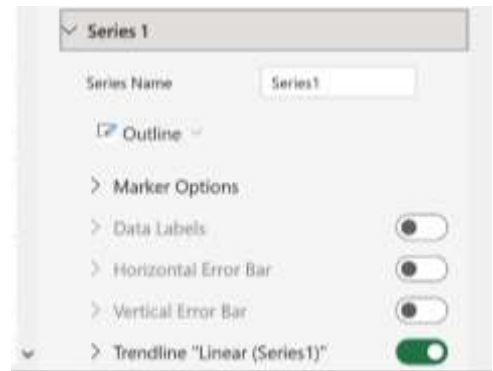 Series 1
Series Name Series1
Outline
Marker Options
Data Labels
Horizontal Error Bar
Vertical Error Bar
Trendline "Linear (Series1)"